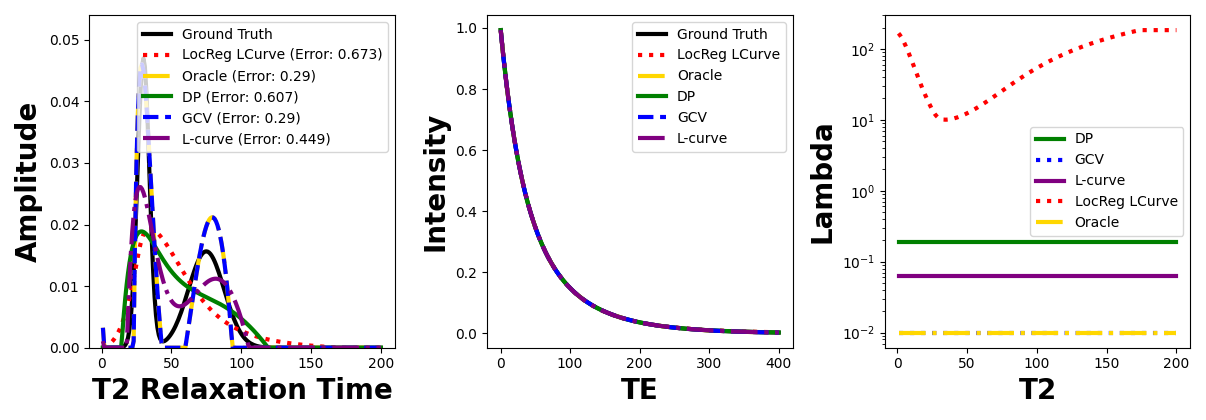 Amplitude
0.05
0.04
0.03
0.02
0.01
0.00
0
50
100
150
200
T2 Relaxation Time
Ground Truth
LocReg LCurve (Error: 0.673)
Oracle (Error: 0.29)
DP (Error: 0.607)
GCV (Error: 0.29)
L-curve (Error: 0.449)
Intensity
1.0
0.8
0.6
0.4
0.2
0.0
0
100
200
300
400
TE
Ground Truth
LocReg LCurve
Oracle
DP
GCV
L-curve
Lambda
10²
10¹
10⁰
10⁻¹
10⁻²
0
50
100
150
200
T2
DP
GCV
L-curve
LocReg LCurve
Oracle